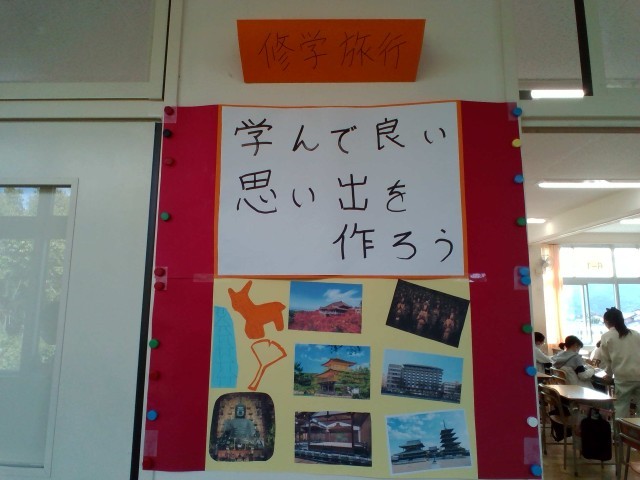 修学旅行
学んで良い
思い出を
作ろう